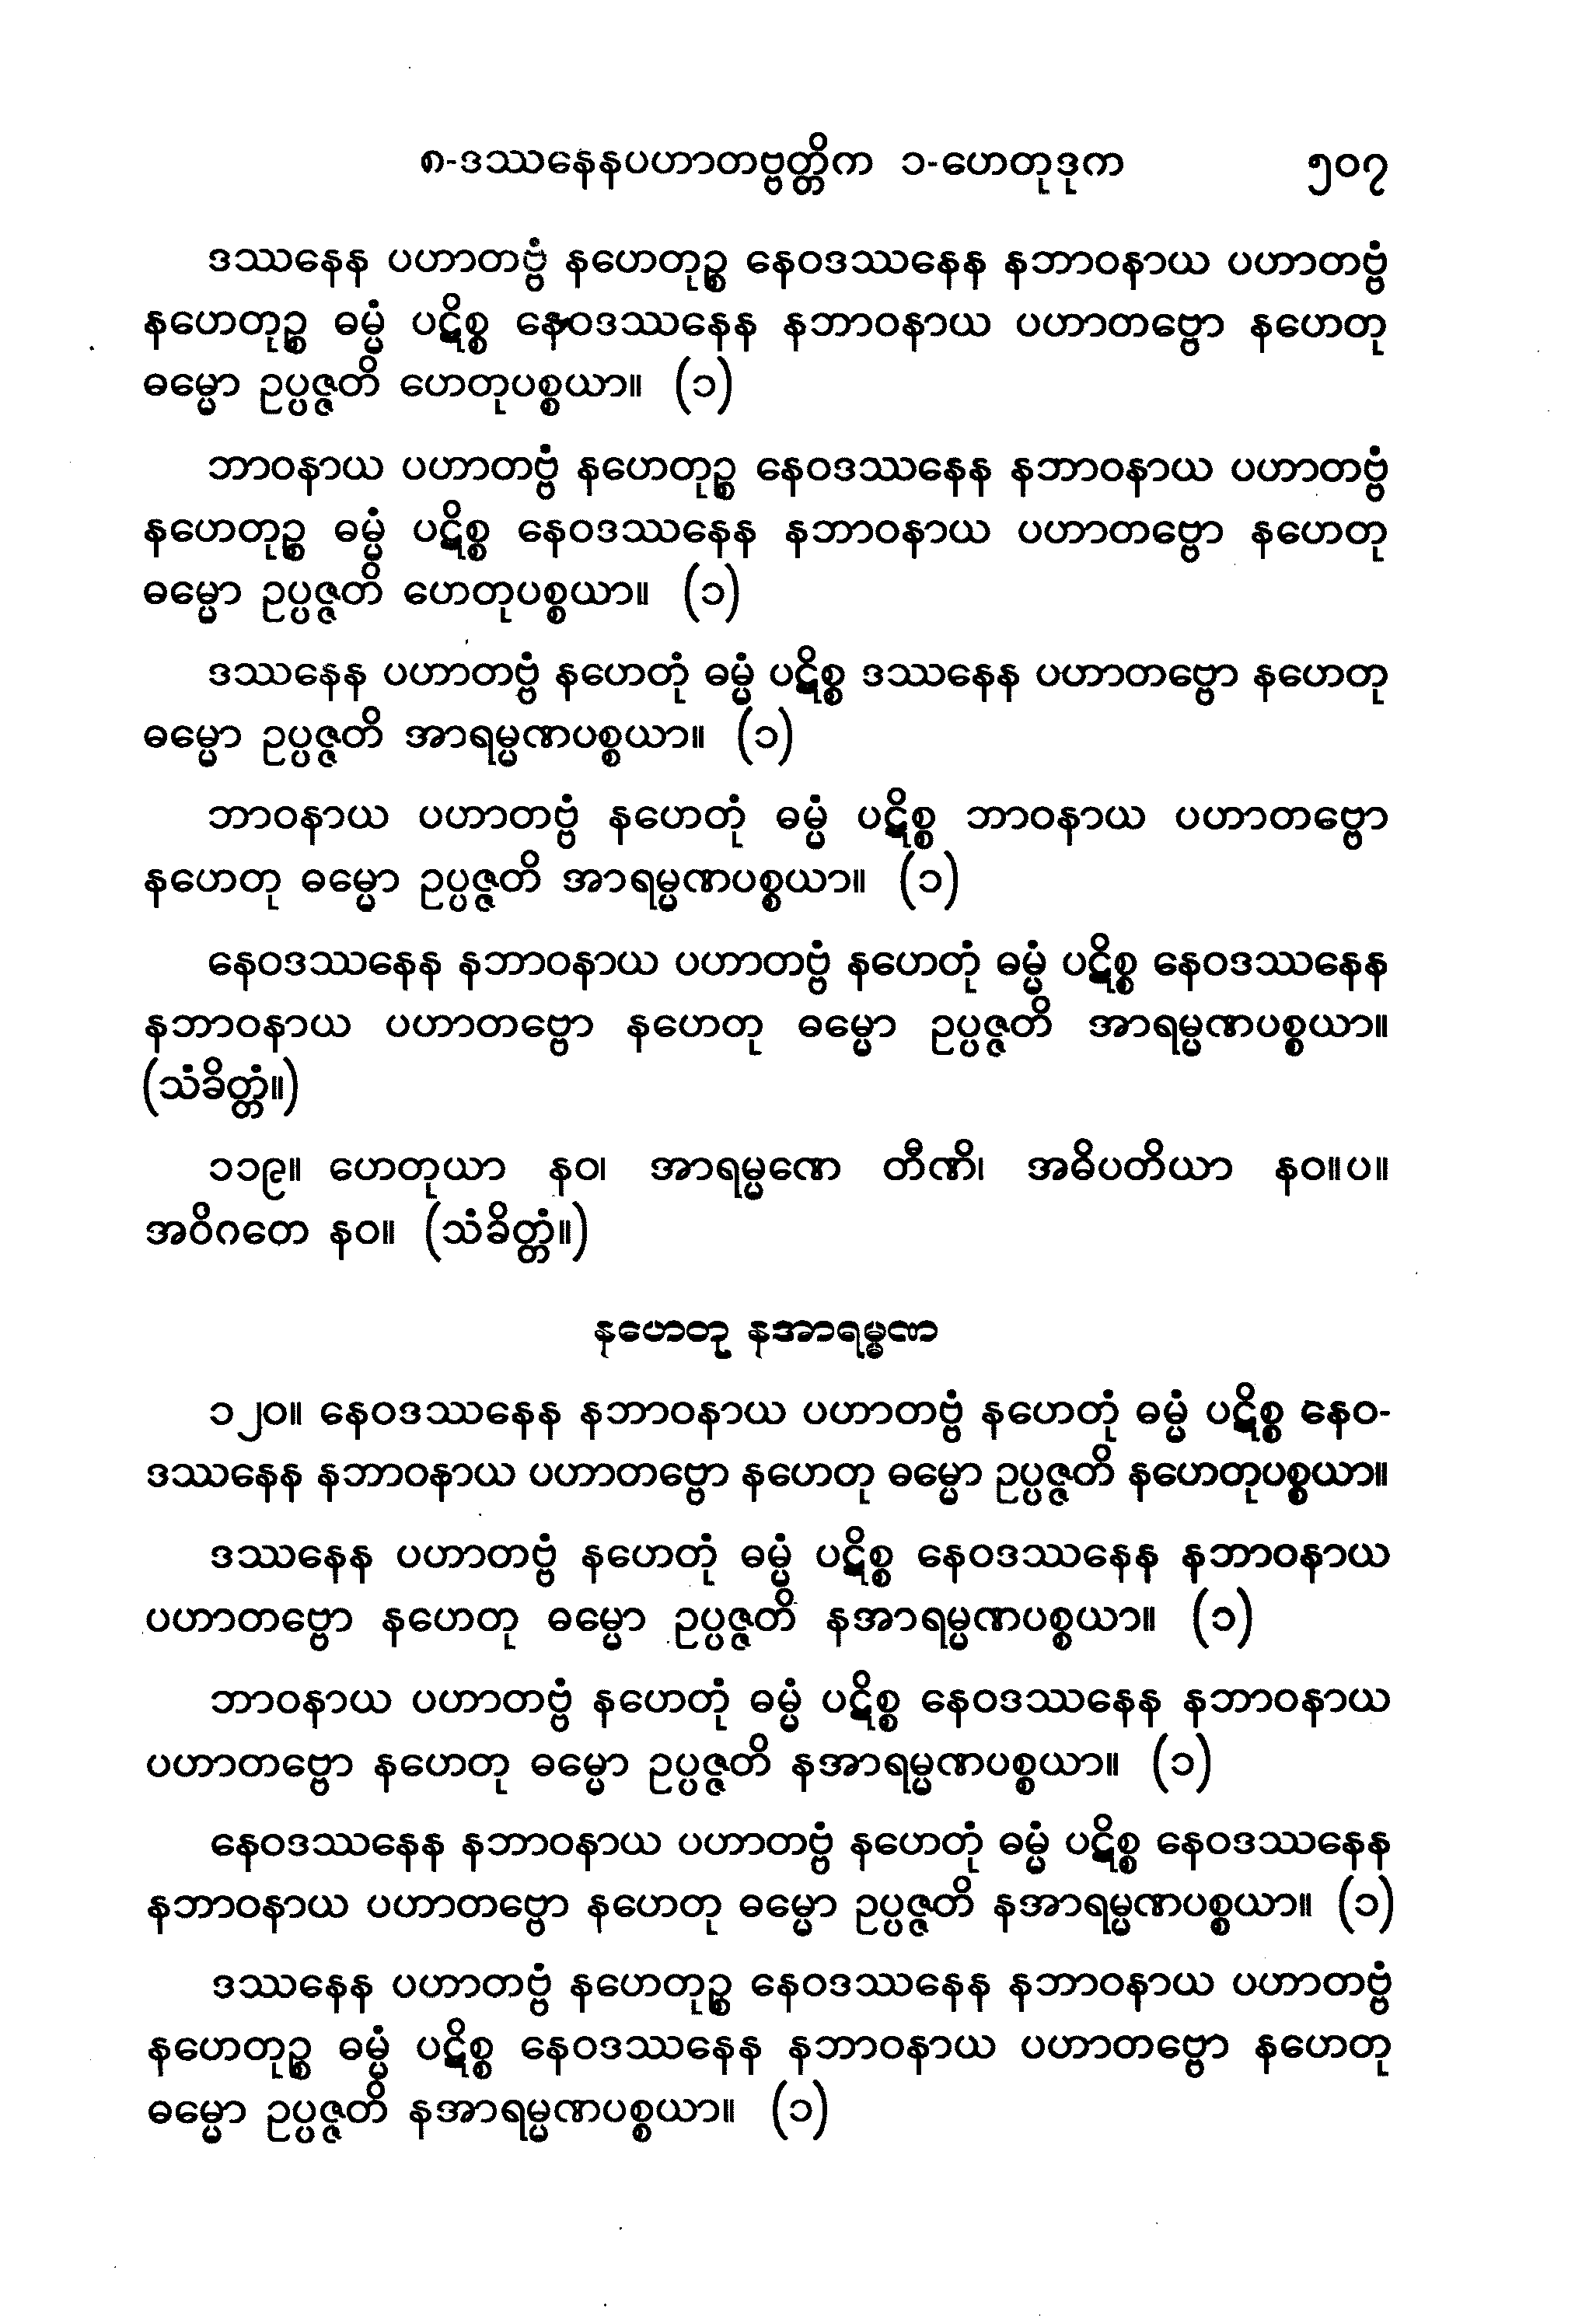 ၈-ဒဿနေနပဟာတဗ္ဗတ္တိက ၁-ဟေတုဒုက ၅၀၇
ဒဿနေန ပဟာတဗ္ဗံ နဟေတုဉ္စ နေဝဒဿနေန နဘာဝနာယ ပဟာတဗ္ဗံ
နဟေတုဉ္စ ဓမ္မံ ပဋိစ္စ နေဝဒဿနေန နဘာဝနာယ ပဟာတဗ္ဗော နဟေတု
ဓမ္မော ဥပ္ပဇ္ဇတိ ဟေတုပစ္စယာ။ (၁)
ဘာဝနာယ ပဟာတဗ္ဗံ နဟေတုဉ္စ နေဝဒဿနေန နဘာဝနာယ ပဟာတဗ္ဗံ
နဟေတုဉ္စ ဓမ္မံ ပဋိစ္စ နေဝဒဿနေန နဘာဝနာယ ပဟာတဗ္ဗော နဟေတု
ဓမ္မော ဥပ္ပဇ္ဇတိ ဟေတုပစ္စယာ။ (၁)
ဒဿနေန ပဟာတဗ္ဗံ နဟေတုံ ဓမ္မံ ပဋိစ္စ ဒဿနေန ပဟာတဗ္ဗော နဟေတု
ဓမ္မော ဥပ္ပဇ္ဇတိ အာရမ္မဏပစ္စယာ။ (၁)
ဘာဝနာယ ပဟာတဗ္ဗံ နဟေတုံ ဓမ္မံ ပဋိစ္စ ဘာဝနာယ ပဟာတဗ္ဗော
နဟေတု ဓမ္မော ဥပ္ပဇ္ဇတိ အာရမ္မဏပစ္စယာ။ (၁)
နေဝဒဿနေန နဘာဝနာယ ပဟာတဗ္ဗံ နဟေတုံ ဓမ္မံ ပဋိစ္စ နေဝဒဿနေန
နဘာဝနာယ ပဟာတဗ္ဗော နဟေတု ဓမ္မော ဥပ္ပဇ္ဇတိ အာရမ္မဏပစ္စယာ။
(သံခိတ္တံ။)
၁၁၉။ ဟေတုယာ နဝ၊ အာရမ္မဏေ တီဏိ၊ အဓိပတိယာ နဝ။ပ။
အဝိဂတေ နဝ။ (သံခိတ္တံ။)
နဟေတု နအာရမ္မဏ
၁၂၀။ နေဝဒဿနေန နဘာဝနာယ ပဟာတဗ္ဗံ နဟေတုံ ဓမ္မံ ပဋိစ္စ နေဝ-
ဒဿနေန နဘာဝနာယ ပဟာတဗ္ဗော နဟေတု ဓမ္မော ဥပ္ပဇ္ဇတိ နဟေတုပစ္စယာ။
ဒဿနေန ပဟာတဗ္ဗံ နဟေတုံ ဓမ္မံ ပဋိစ္စ နေဝဒဿနေန နဘာဝနာယ
ပဟာတဗ္ဗော နဟေတု ဓမ္မော ဥပ္ပဇ္ဇတိ နအာရမ္မဏပစ္စယာ။ (၁)
ဘာဝနာယ ပဟာတဗ္ဗံ နဟေတုံ ဓမ္မံ ပဋိစ္စ နေဝဒဿနေန နဘာဝနာယ
ပဟာတဗ္ဗော နဟေတု ဓမ္မော ဥပ္ပဇ္ဇတိ နအာရမ္မဏပစ္စယာ။ (၁)
နေဝဒဿနေန နဘာဝနာယ ပဟာတဗ္ဗံ နဟေတုံ ဓမ္မံ ပဋိစ္စ နေဝဒဿနေန
နဘာဝနာယ ပဟာတဗ္ဗော နဟေတု ဓမ္မော ဥပ္ပဇ္ဇတိ နအာရမ္မဏပစ္စယာ။ (၁)
ဒဿနေန ပဟာတဗ္ဗံ နဟေတုဉ္စ နေဝဒဿနေန နဘာဝနာယ ပဟာတဗ္ဗံ
နဟေတုဉ္စ ဓမ္မံ ပဋိစ္စ နေဝဒဿနေန နဘာဝနာယ ပဟာတဗ္ဗော နဟေတု
ဓမ္မော ဥပ္ပဇ္ဇတိ နအာရမ္မဏပစ္စယာ။ (၁)